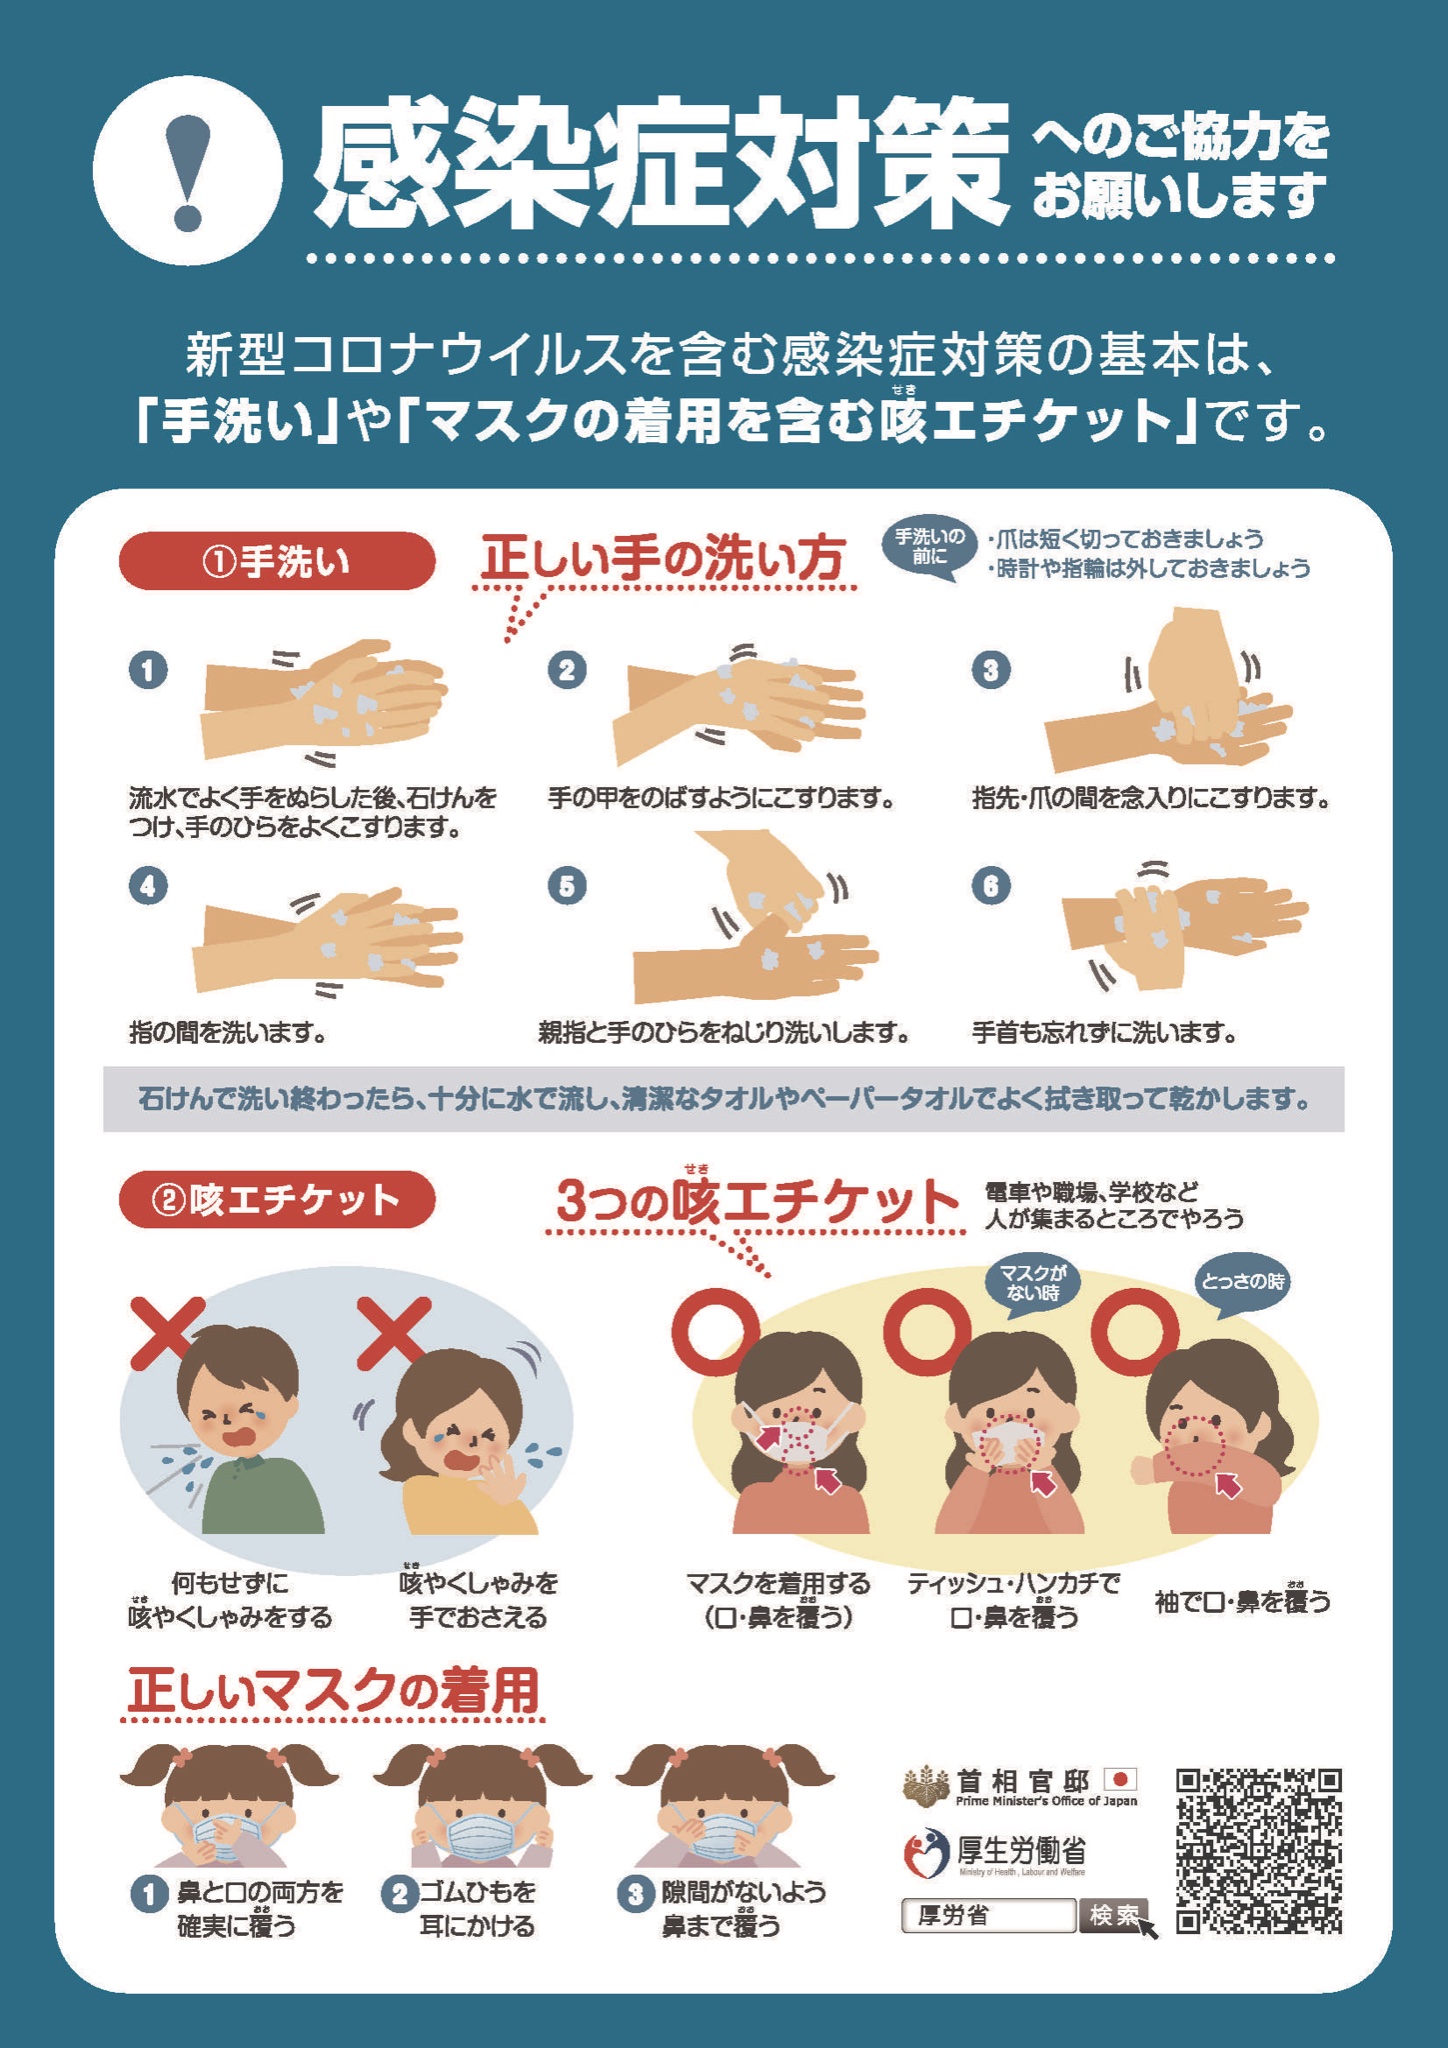 感染症対策
へのご協力を
お願いします
新型コロナウイルスを含む感染症対策の基本は、
せき
「手洗い」や「マスクの着用を含む咳エチケット」です。
①手洗い
正しい手の洗い方
手洗いの
前に
・爪は短く切っておきましょう
・時計や指輪は外しておきましょう
1
流水でよく手をぬらした後、石けんを
つけ、手のひらをよくこすります。
2
手の甲をのばすようにこすります。
3
指先・爪の間を念入りにこすります。
4
指の間を洗います。
5
親指と手のひらをねじり洗いします。
6
手首も忘れずに洗います。
石けんで洗い終わったら、十分に水で流し、清潔なタオルやペーパータオルでよく拭き取って乾かします。
②咳エチケット
せき
3つの咳エチケット
電車や職場、学校など
人が集まるところでやろう
何もせずに
せき
咳やくしゃみをする
せき
咳やくしゃみを
手でおさえる
マスクを着用する
おお
(口・鼻を覆う)
マスクが
ない時
ティッシュ・ハンカチで
おお
口・鼻を覆う
とっさの時
おお
袖で口・鼻を覆う
正しいマスクの着用
1
鼻と口の両方を
おお
確実に覆う
2
ゴムひもを
耳にかける
3
隙間がないよう
おお
鼻まで覆う
首相官邸
Prime Minister's Office of Japan
厚生労働省
Ministry of Health, Labour and Welfare
厚労省 検索